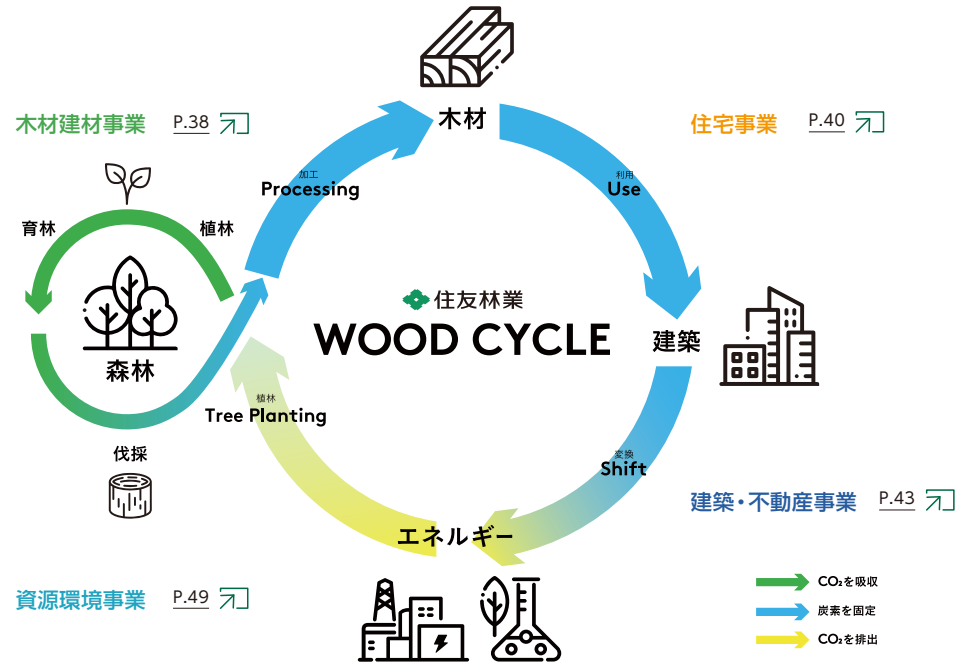 木材
木材建材事業 P.38
住宅事業 P.40
加工
Processing
利用
Use
育林
植林
住友林業
WOOD CYCLE
建築
森林
植林
Tree Planting
伐採
変換
Shift
建築・不動産事業 P.43
エネルギー
資源環境事業 P.49
CO₂を吸収
炭素を固定
CO₂を排出